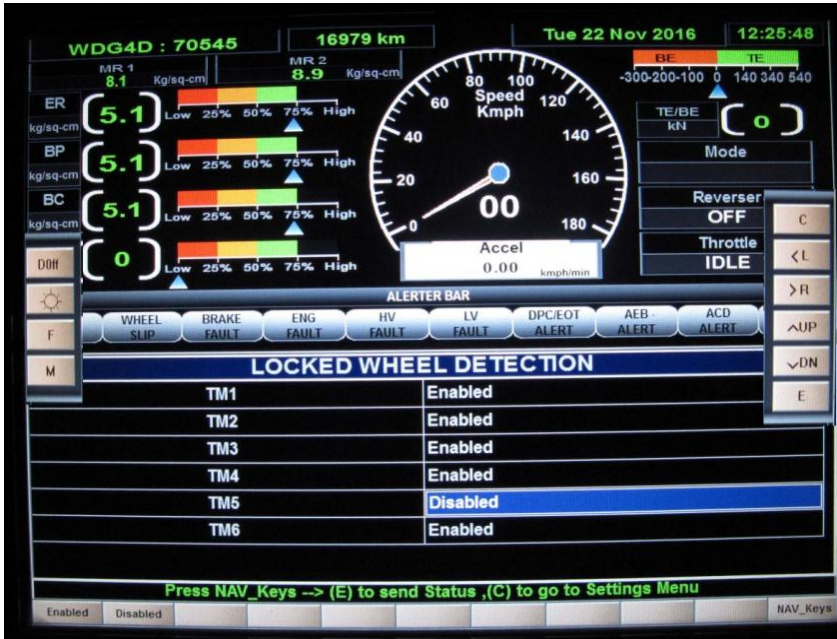 WDG4D : 70545
16979 km
Tue 22 Nov 2016
12:25:48
MR 1
8.1 Kg/sq-cm
MR 2
8.9 Kg/sq-cm
BE TE
-300-200-100 0 140 340 540
ER
kg/sq-cm
5.1
Low 25% 50% 75% High
BP
kg/sq-cm
5.1
Low 25% 50% 75% High
BC
kg/sq-cm
5.1
Low 25% 50% 75% High
0
Low 25% 50% 75% High
Speed
Kmph
0 20 40 60 80 100 120 140 160 180
00
Accel
0.00 kmph/min
TE/BE
kN
0
Mode
Reverser
OFF
Throttle
IDLE
DOff
F
M
C
<L
>R
UP
DN
E
ALERTER BAR
WHEEL SLIP
BRAKE FAULT
ENG FAULT
HV FAULT
LV FAULT
DPC/EOT ALERT
AEB - ALERT
ACD ALERT
LOCKED WHEEL DETECTION
TM1 Enabled
TM2 Enabled
TM3 Enabled
TM4 Enabled
TM5 Disabled
TM6 Enabled
Press NAV_Keys --> (E) to send Status ,(C) to go to Settings Menu
Enabled Disabled NAV_Keys